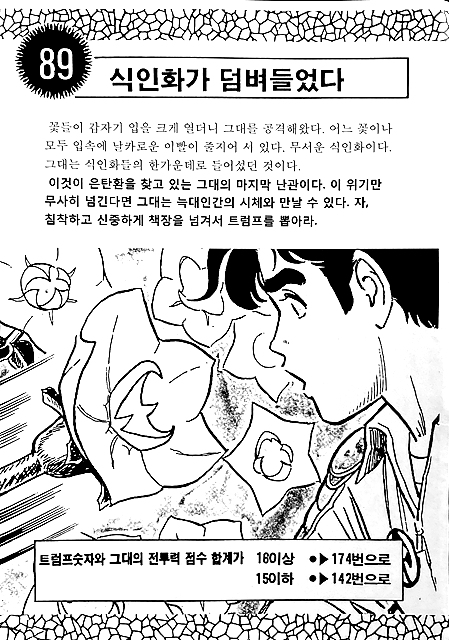 89
식인화가 덤벼들었다
꽃들이 갑자기 입을 크게 열더니 그대를 공격해왔다. 어느 꽃이나
모두 입속에 날카로운 이빨이 줄지어 서 있다. 무서운 식인화이다.
그대는 식인화들의 한가운데로 들어섰던 것이다.
이것이 은탄환을 찾고 있는 그대의 마지막 난관이다. 이 위기만
무사히 넘긴다면 그대는 늑대인간의 시체와 만날 수 있다. 자,
침착하고 신중하게 책장을 넘겨서 트럼프를 뽑아라.
트럼프숫자와 그대의 전투력 점수 합계가 16이상 ●▶174번으로
15이하 ●▶142번으로